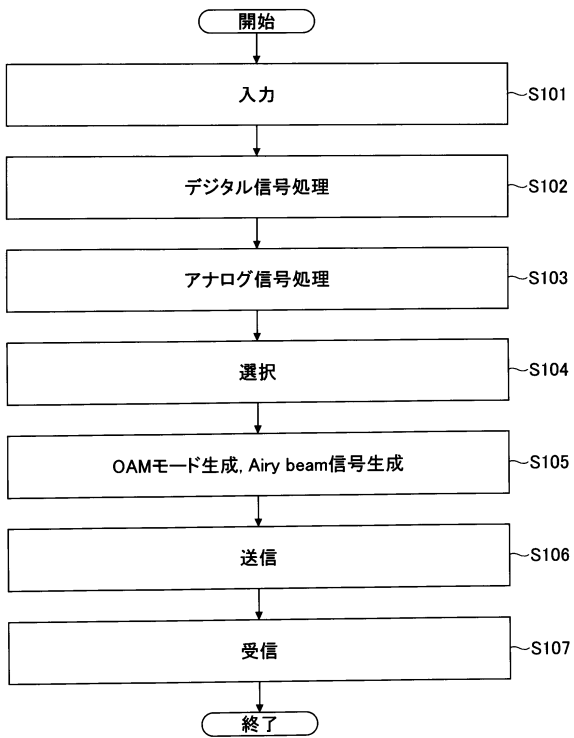 開始
入力
S101
デジタル信号処理
S102
アナログ信号処理
S103
選択
S104
OAMモード生成, Airy beam信号生成
S105
送信
S106
受信
S107
終了